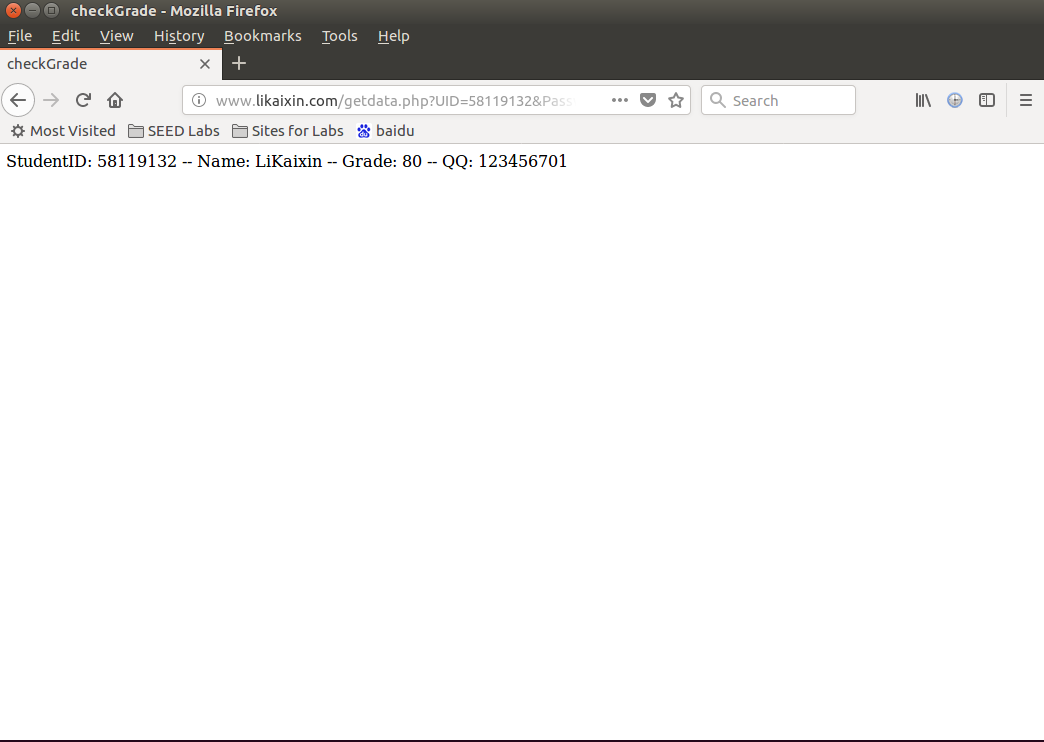 checkGrade - Mozilla Firefox
File Edit View History Bookmarks Tools Help
checkGrade
www.likaixin.com/getdata.php?UID=58119132&Pass
Search
Most Visited SEED Labs Sites for Labs baidu
StudentID: 58119132 -- Name: LiKaixin -- Grade: 80 -- QQ: 123456701